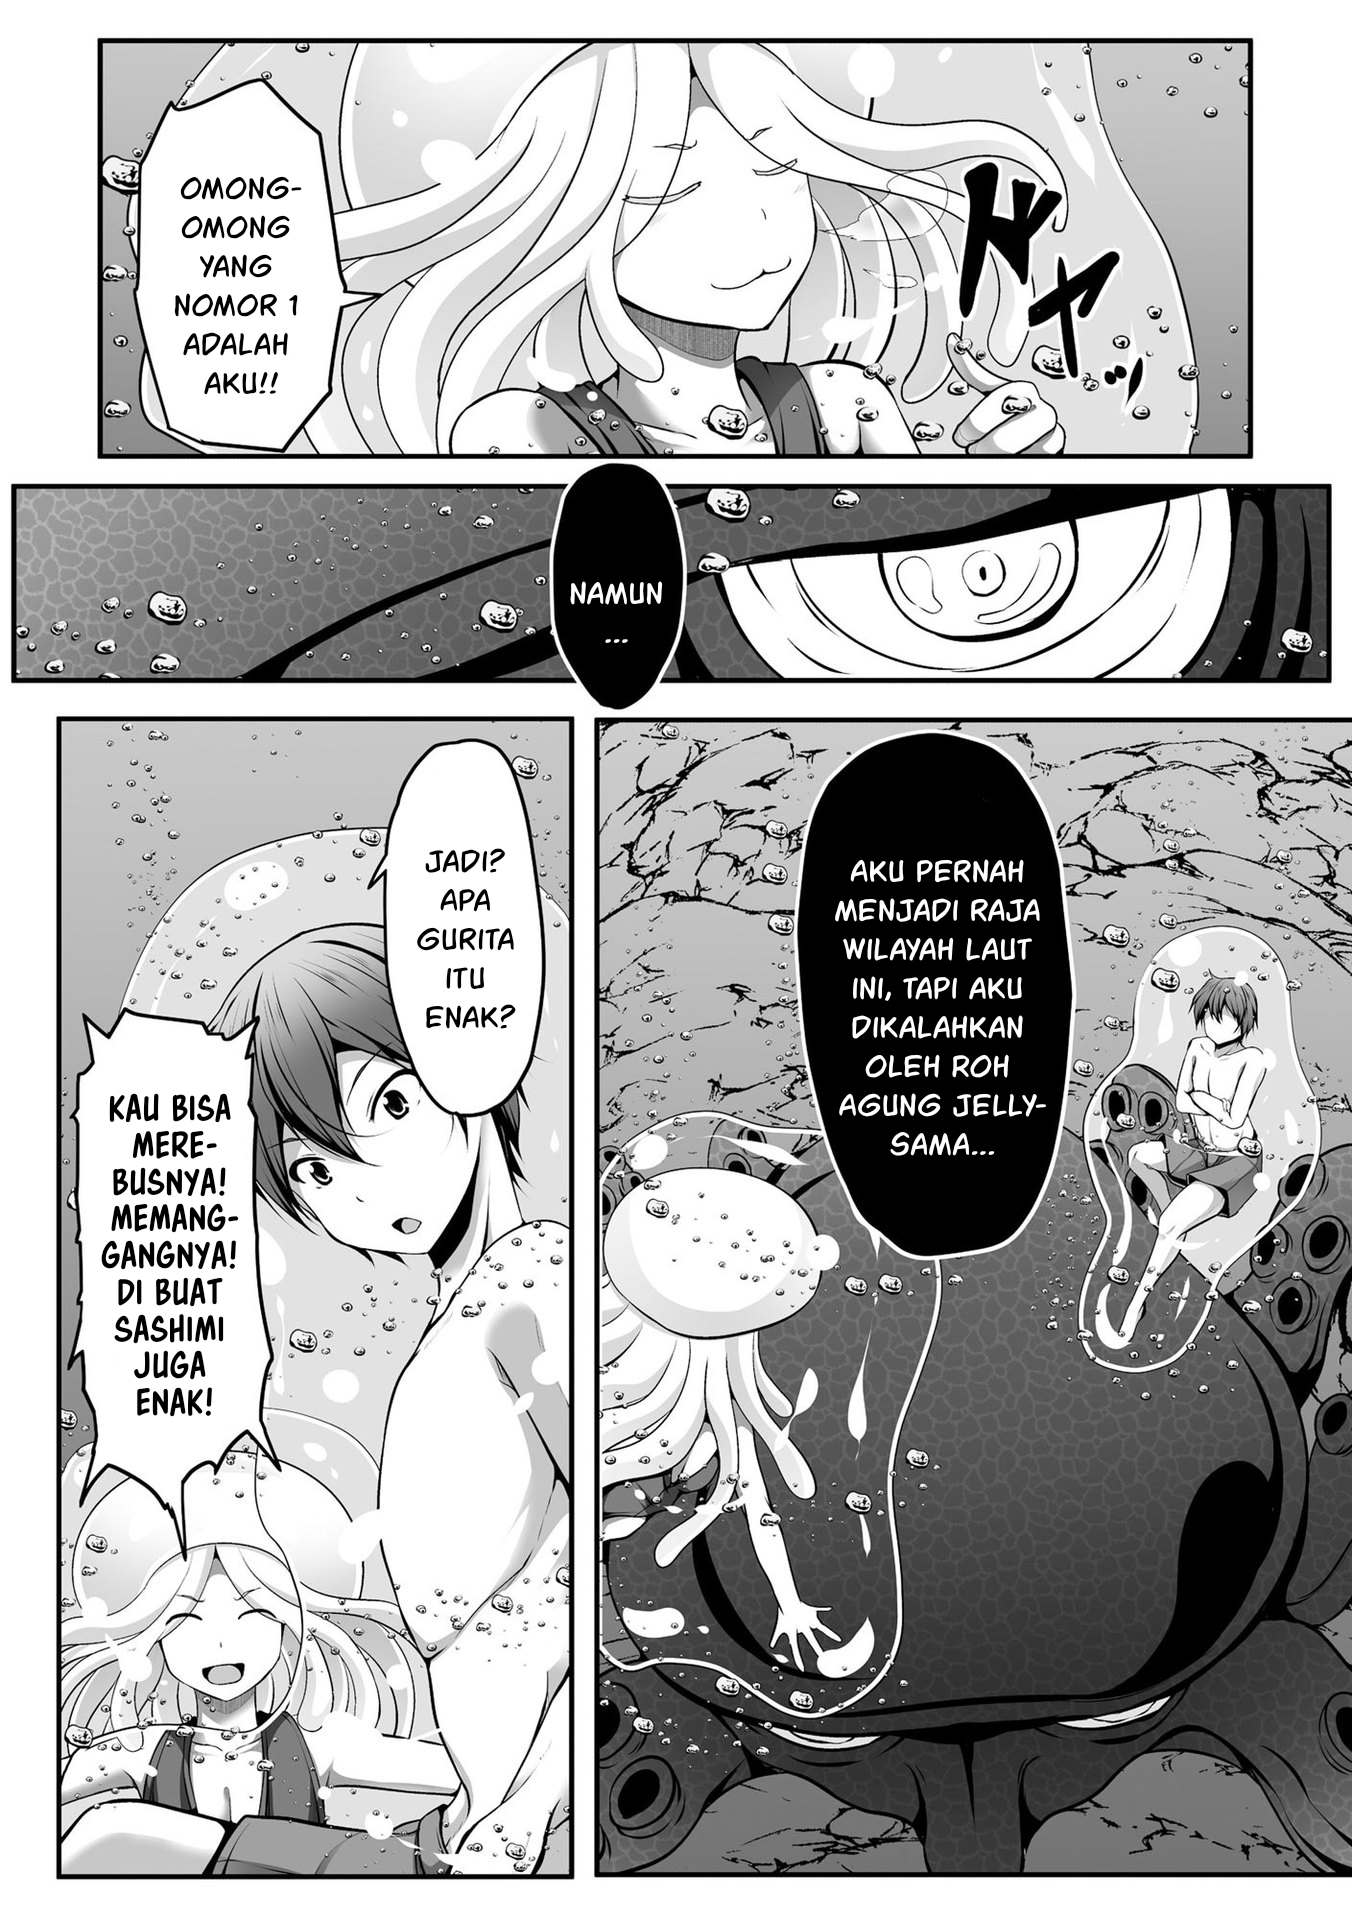 OMONG-
OMONG
YANG
NOMOR 1
ADALAH
AKU!!
ドヤッ
NAMUN
...
AKU PERNAH
MENJADI RAJA
WILAYAH LAUT
INI, TAPI AKU
DIKALAHKAN
OLEH ROH
AGUNG JELLY-
SAMA...
JADI?
APA
GURITA
ITU
ENAK?
KAU BISA
MERE-
BUSNYA!
MEMANG-
GANGNYA!
DI BUAT
SASHIMI
JUGA
ENAK!